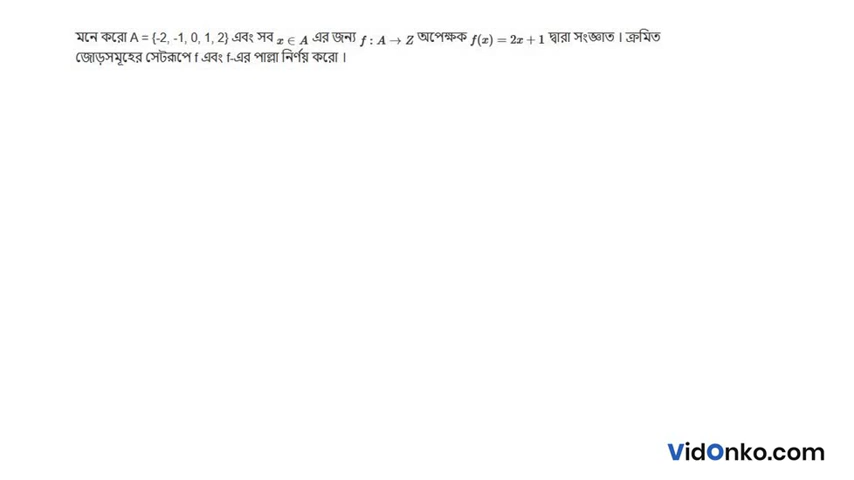 মনে করো A = {-2, -1, 0, 1, 2} এবং সব x ∈ A এর জন্য f : A → Z অপেক্ষক f(x) = 2x + 1 দ্বারা সংজ্ঞাত । ক্রমিত
জোড়সমূহের সেটরূপে f এবং f-এর পাল্লা নির্ণয় করো ।
VidOnko.com